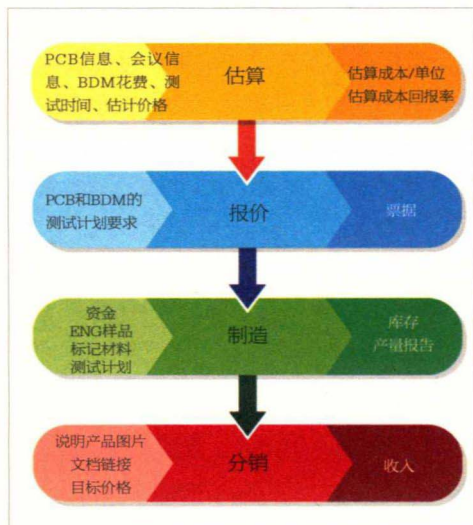 PCB信息、会议信
息、BDM花费、测
试时间、估计价格
估算
估算成本/单位
估算成本回报率
PCB和BDM的
测试计划要求
报价
票据
资金
ENG样品
标记材料
测试计划
制造
库存
产量报告
说明产品图片
文档链接
目标价格
分销
收入